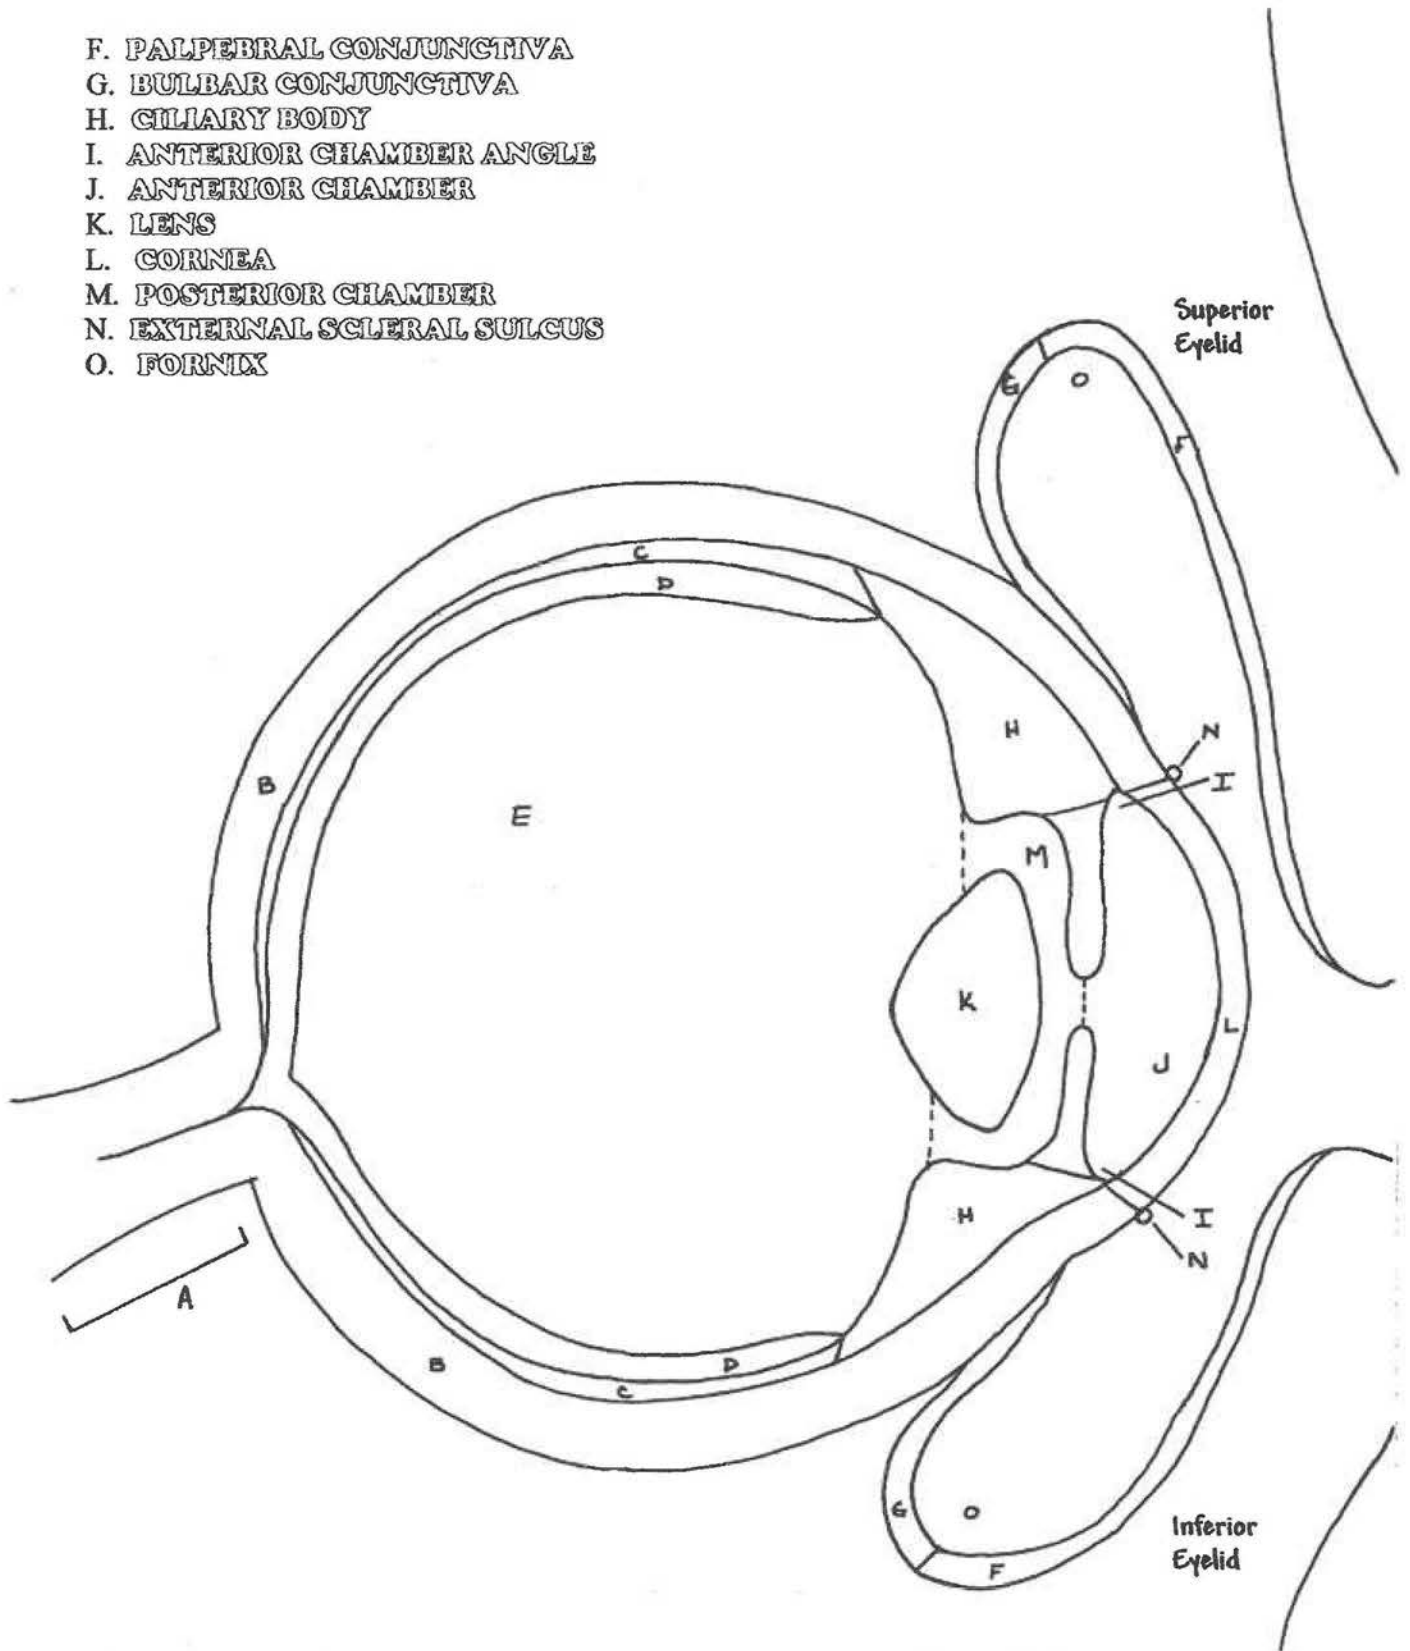 F. PALPEBRAL CONJUNCTIVA
G. BULBAR CONJUNCTIVA
H. CILIARY BODY
I. ANTERIOR CHAMBER ANGLE
J. ANTERIOR CHAMBER
K. LENS
L. CORNEA
M. POSTERIOR CHAMBER
N. EXTERNAL SCLERAL SULCUS
O. FORNIX
Superior
Eyelid
G
O
F
C
D
H
N
I
B
E
M
K
L
J
H
I
N
A
B
D
C
G
O
F
Inferior
Eyelid